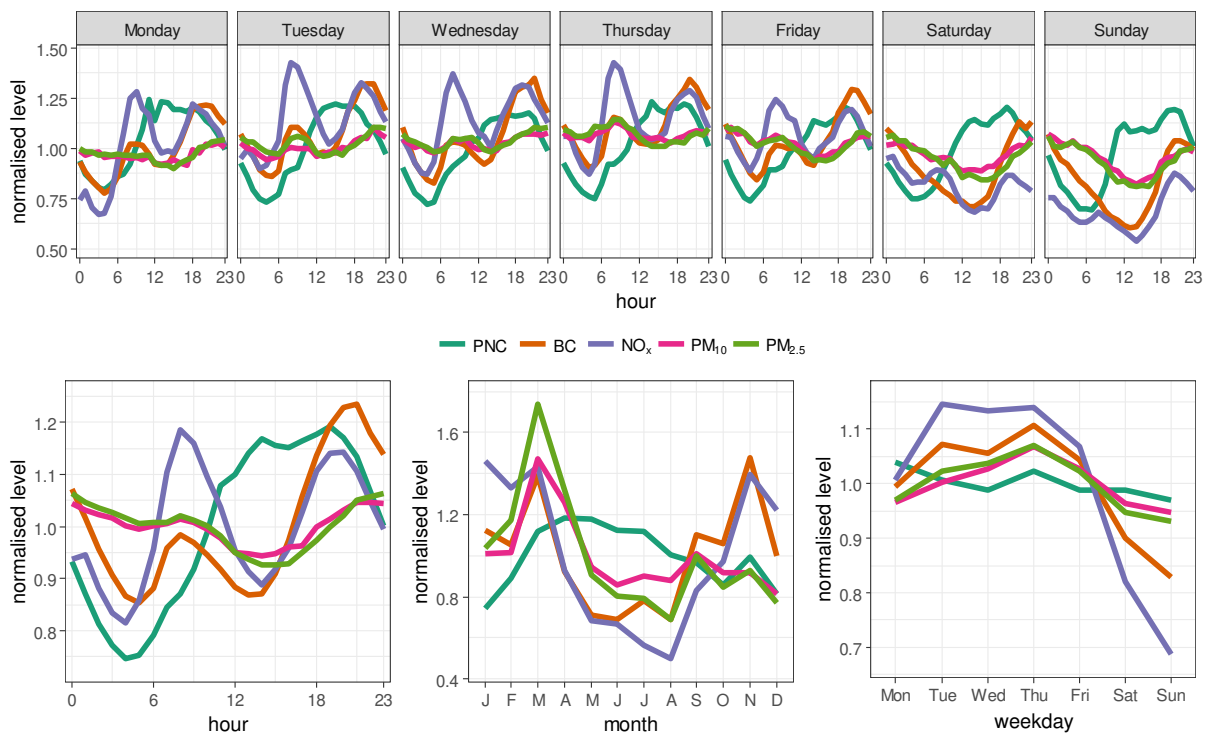 Monday Tuesday Wednesday Thursday Friday Saturday Sunday
1.50
1.25
1.00
0.75
0.50
normalised level
0 6 12 18 23 0 6 12 18 23 0 6 12 18 23 0 6 12 18 23 0 6 12 18 23 0 6 12 18 23 0 6 12 18 23
hour
PNC BC NOx PM10 PM2.5
1.2
1.1
1.0
0.9
0.8
normalised level
0 6 12 18 23
hour
1.6
1.2
0.8
0.4
normalised level
J F M A M J J A S O N D
month
1.1
1.0
0.9
0.8
0.7
normalised level
Mon Tue Wed Thu Fri Sat Sun
weekday